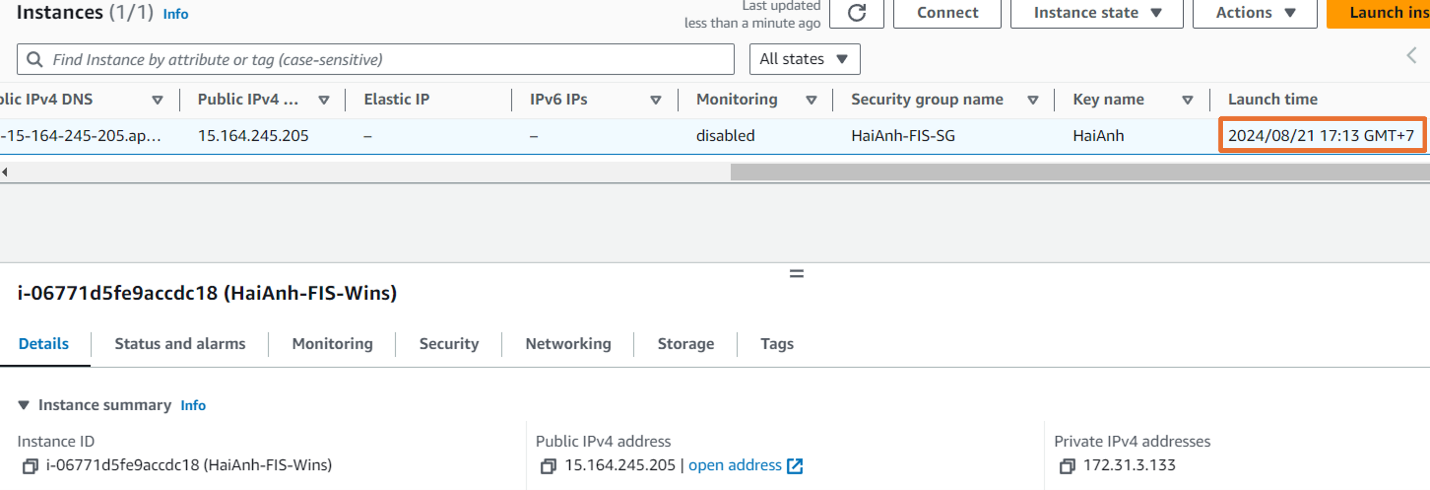 Instances (1/1) Info
Last updated
less than a minute ago
Connect
Instance state
Actions
Launch ins
Find Instance by attribute or tag (case-sensitive)
All states
blic IPv4 DNS Public IPv4 ... Elastic IP IPv6 IPs Monitoring Security group name Key name Launch time
-15-164-245-205.ap... 15.164.245.205 – – disabled HaiAnh-FIS-SG HaiAnh 2024/08/21 17:13 GMT+7
i-06771d5fe9accdc18 (HaiAnh-FIS-Wins)
Details Status and alarms Monitoring Security Networking Storage Tags
Instance summary Info
Instance ID Public IPv4 address Private IPv4 addresses
i-06771d5fe9accdc18 (HaiAnh-FIS-Wins) 15.164.245.205 | open address 172.31.3.133